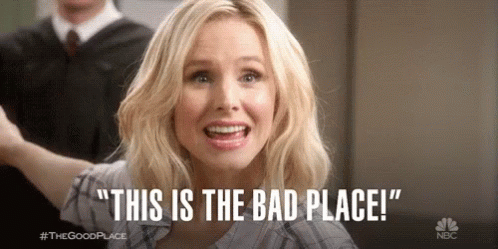 "THIS IS THE BAD PLACE!"
#THEGOODPLACE
NBC